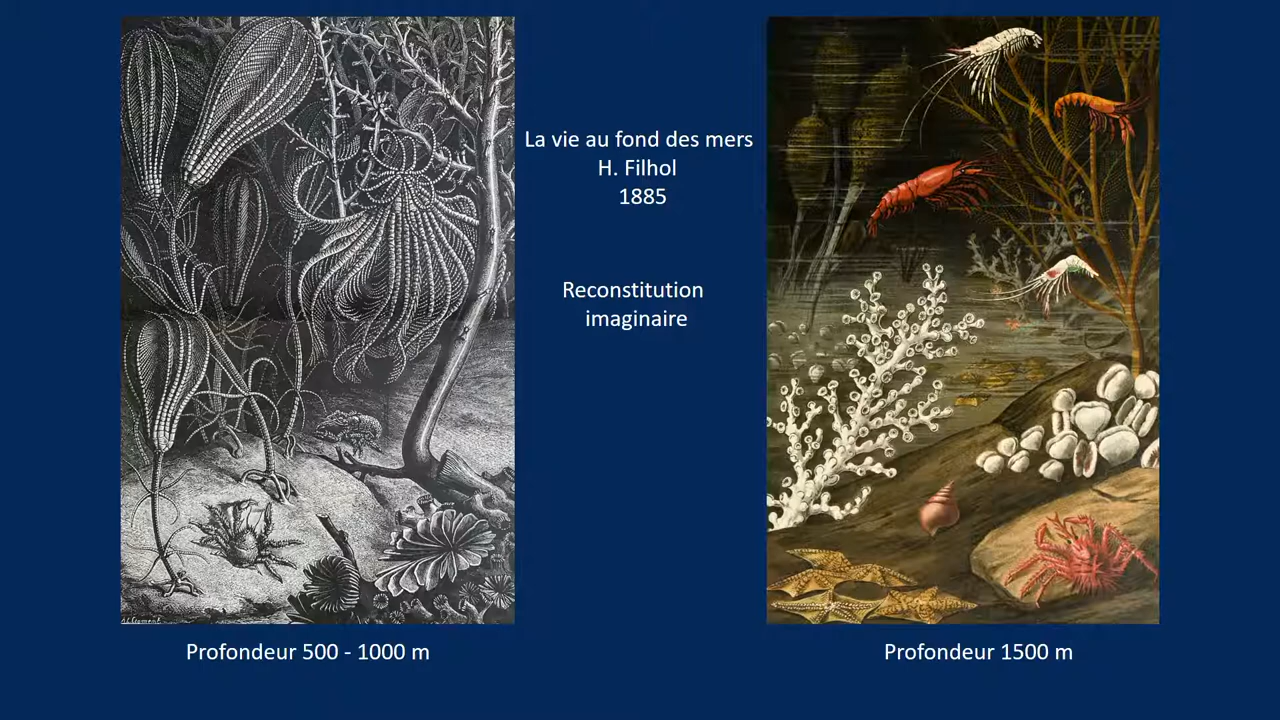 La vie au fond des mers
H. Filhol
1885
Reconstitution
imaginaire
Profondeur 500 - 1000 m
Profondeur 1500 m